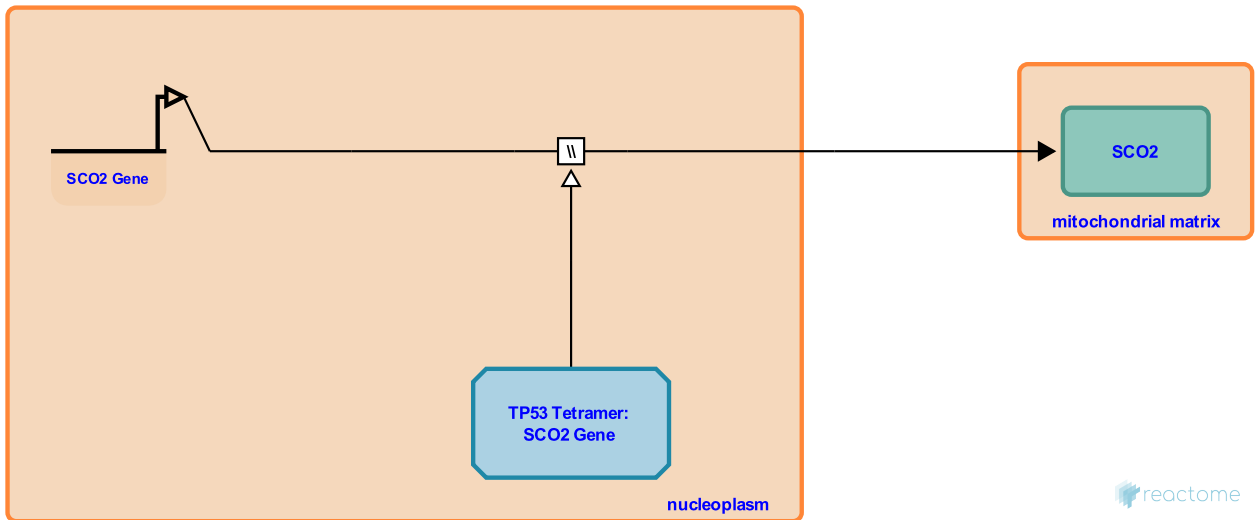 \\
SCO2
SCO2 Gene
mitochondrial matrix
TP53 Tetramer:
SCO2 Gene
nucleoplasm
reactome